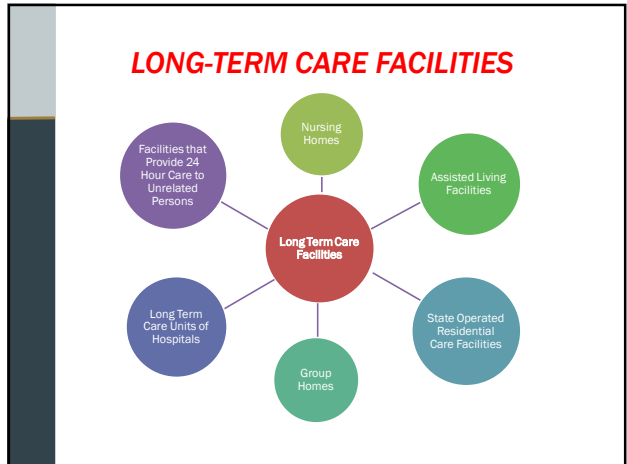 LONG-TERM CARE FACILITIES
Nursing
Homes
Assisted Living
Facilities
State Operated
Residential
Care Facilities
Group
Homes
Long Term
Care Units of
Hospitals
Facilities that
Provide 24
Hour Care to
Unrelated
Persons
Long Term Care
Facilities